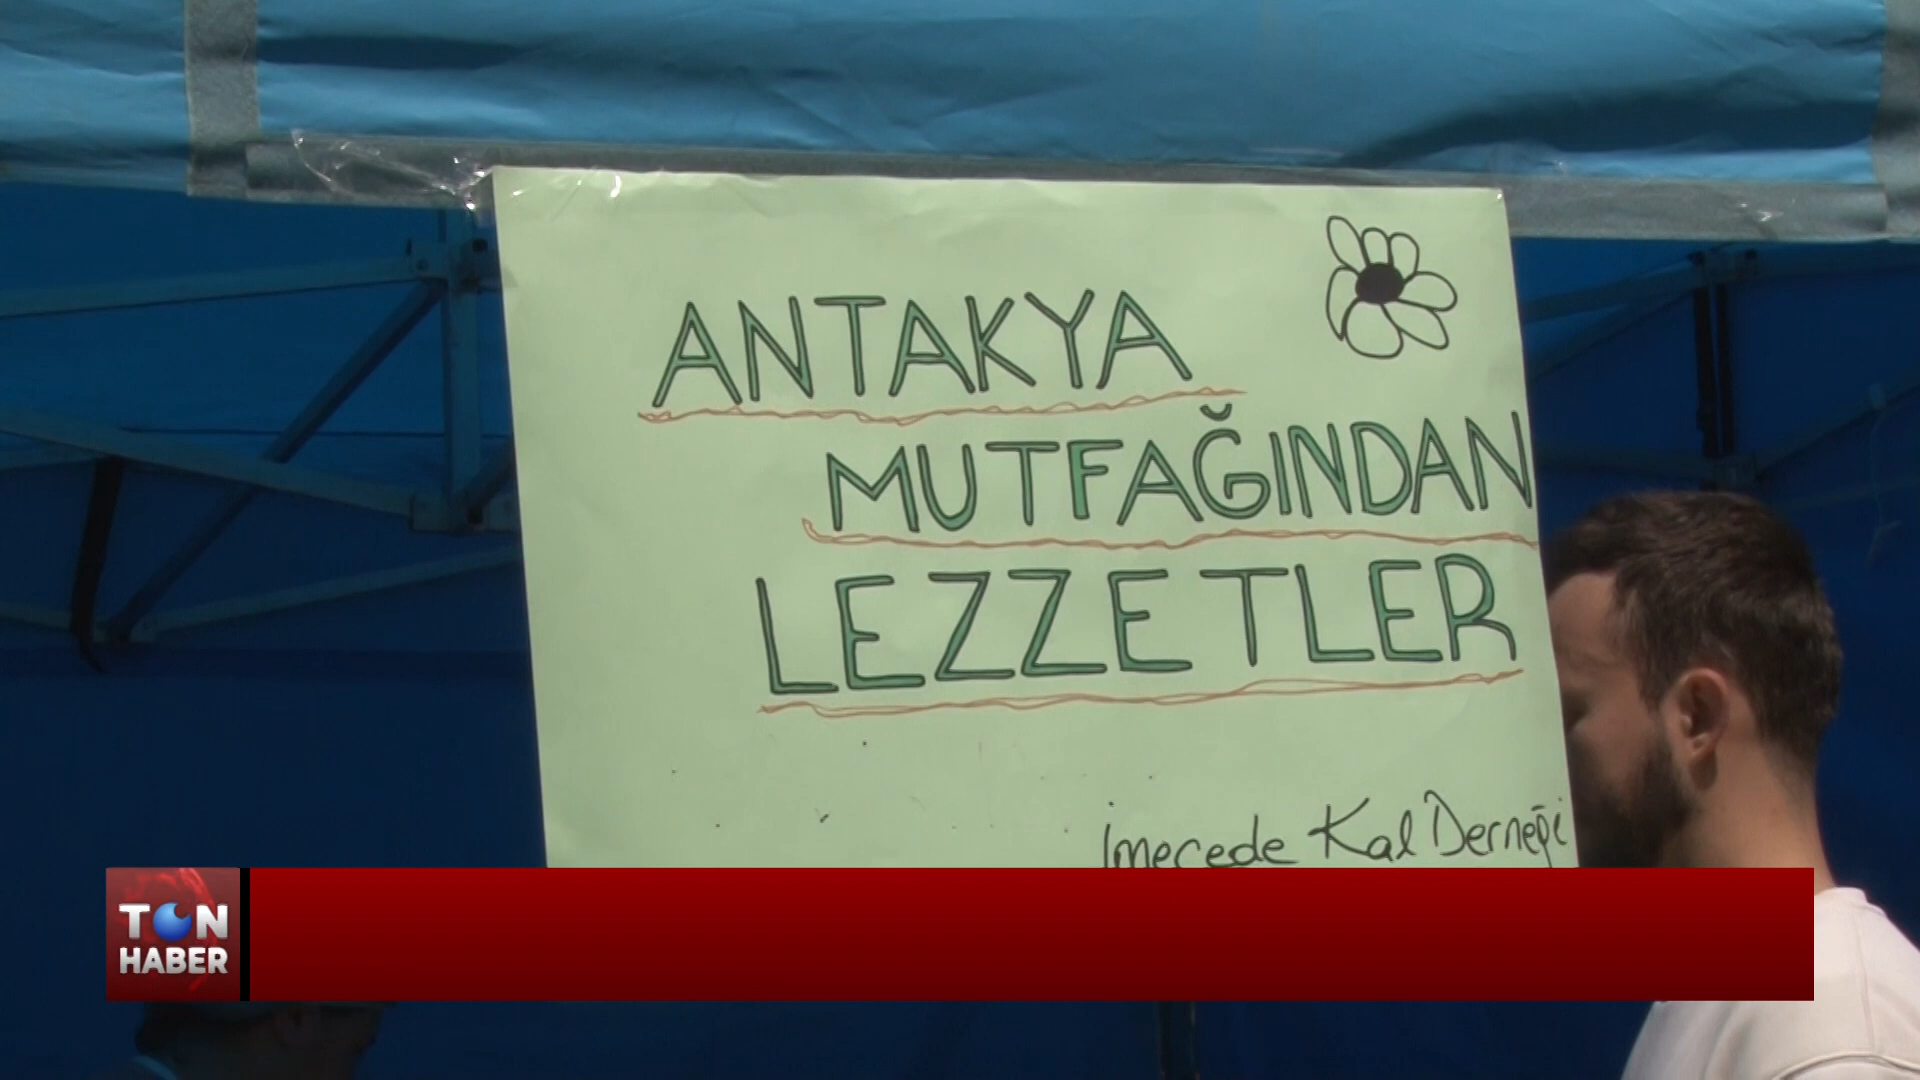 ANTAKYA
MUTFAĞINDAN
LEZZETLER
İmecede Kal Derneği
TON
HABER